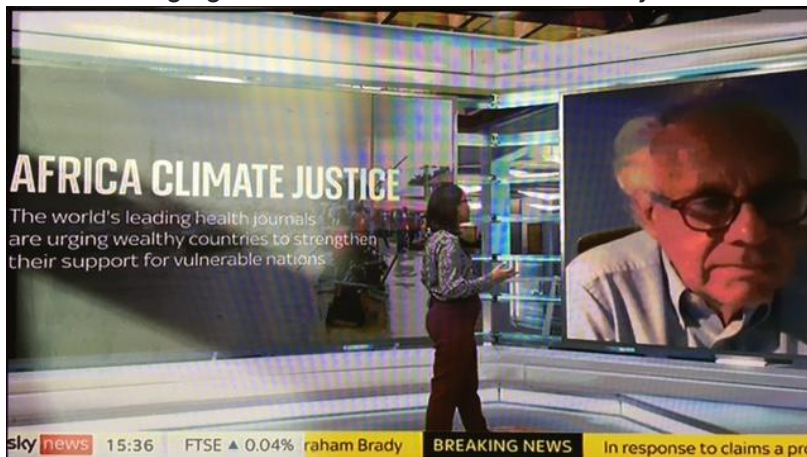 AFRICA CLIMATE JUSTICE
The world's leading health journals
are urging wealthy countries to strengthen
their support for vulnerable nations
sky news 15:36 FTSE ▲ 0.04% raham Brady BREAKING NEWS In response to claims a pr